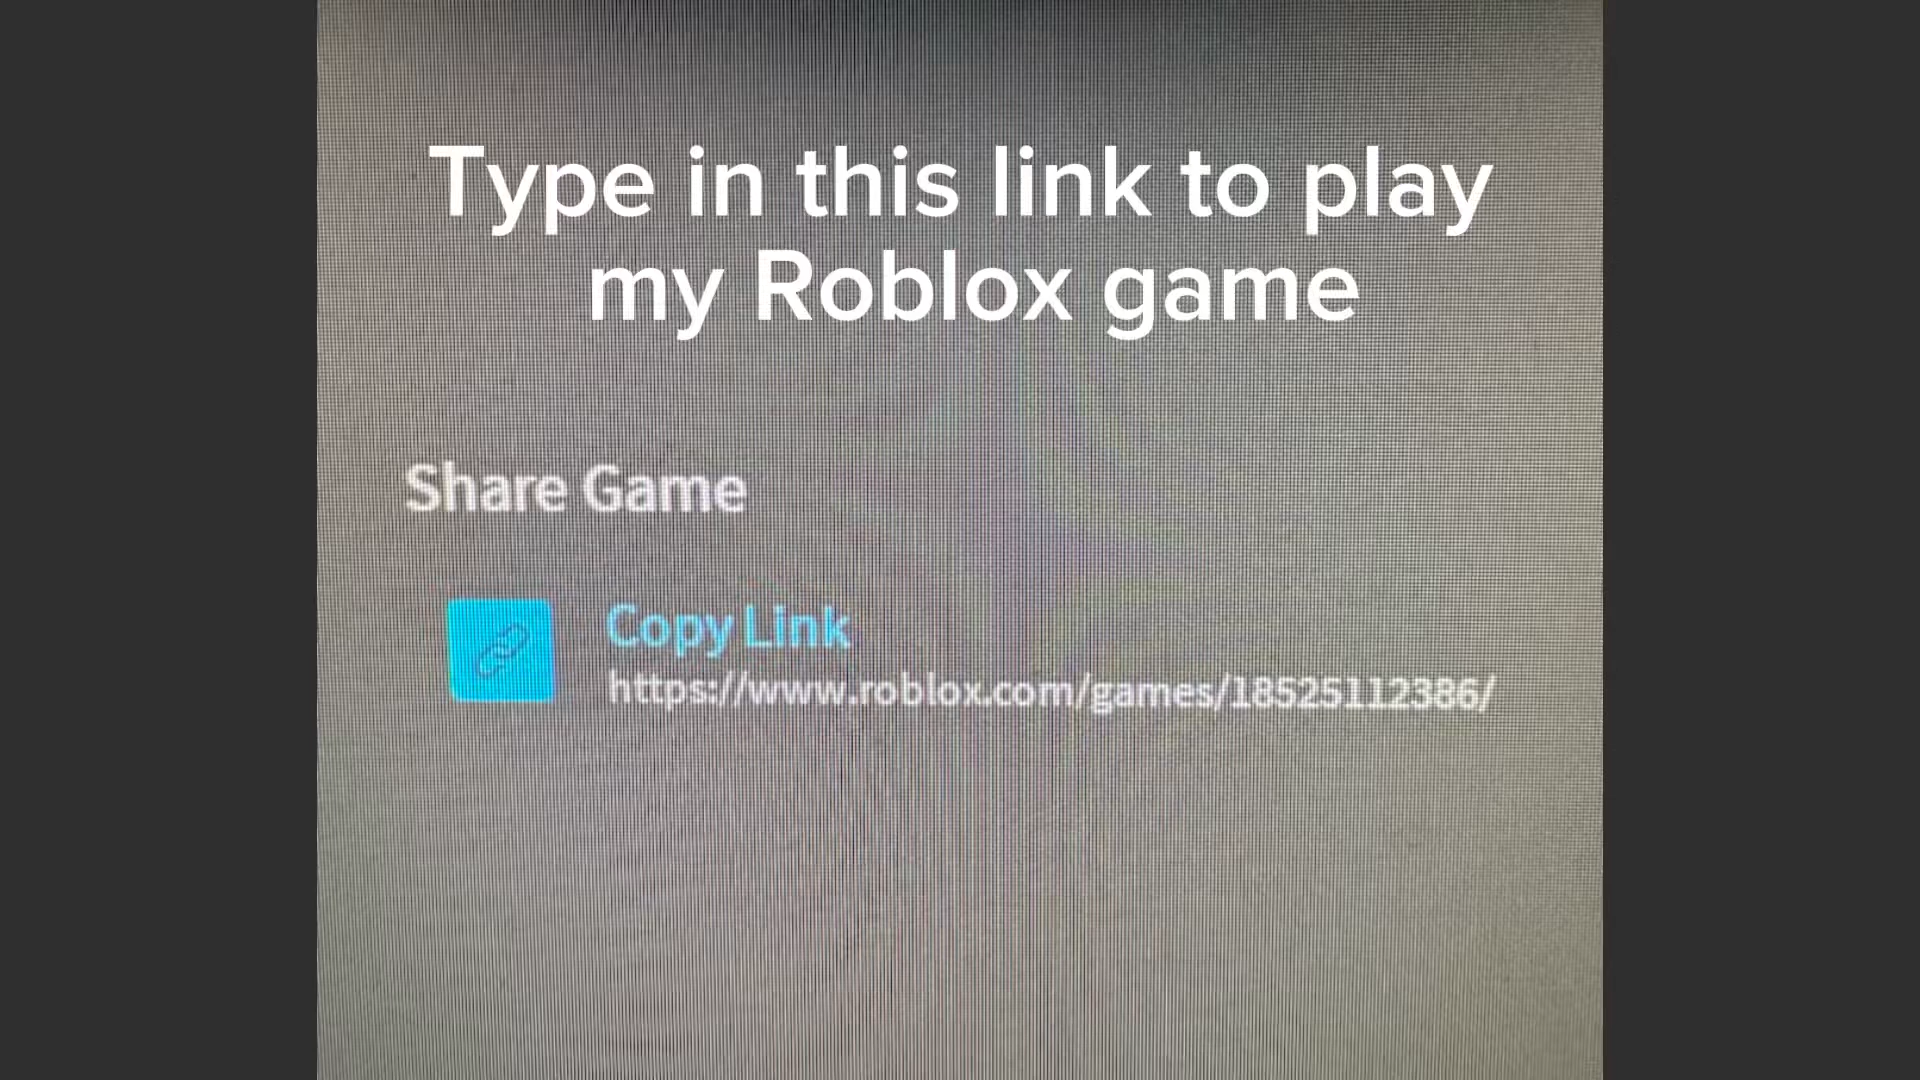 Type in this link to play
my Roblox game
Share Game
Copy Link
https://www.roblox.com/games/18525112386/